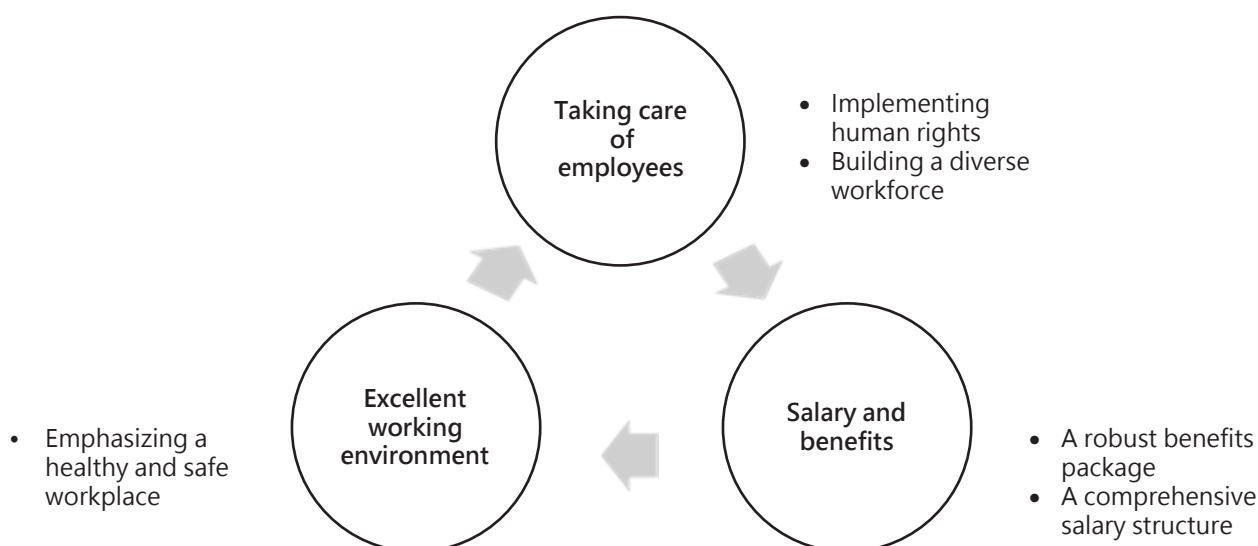 Taking care
of
employees
• Implementing
human rights
• Building a diverse
workforce
Excellent
working
environment
Salary and
benefits
• Emphasizing a
healthy and safe
workplace
• A robust benefits
package
• A comprehensive
salary structure